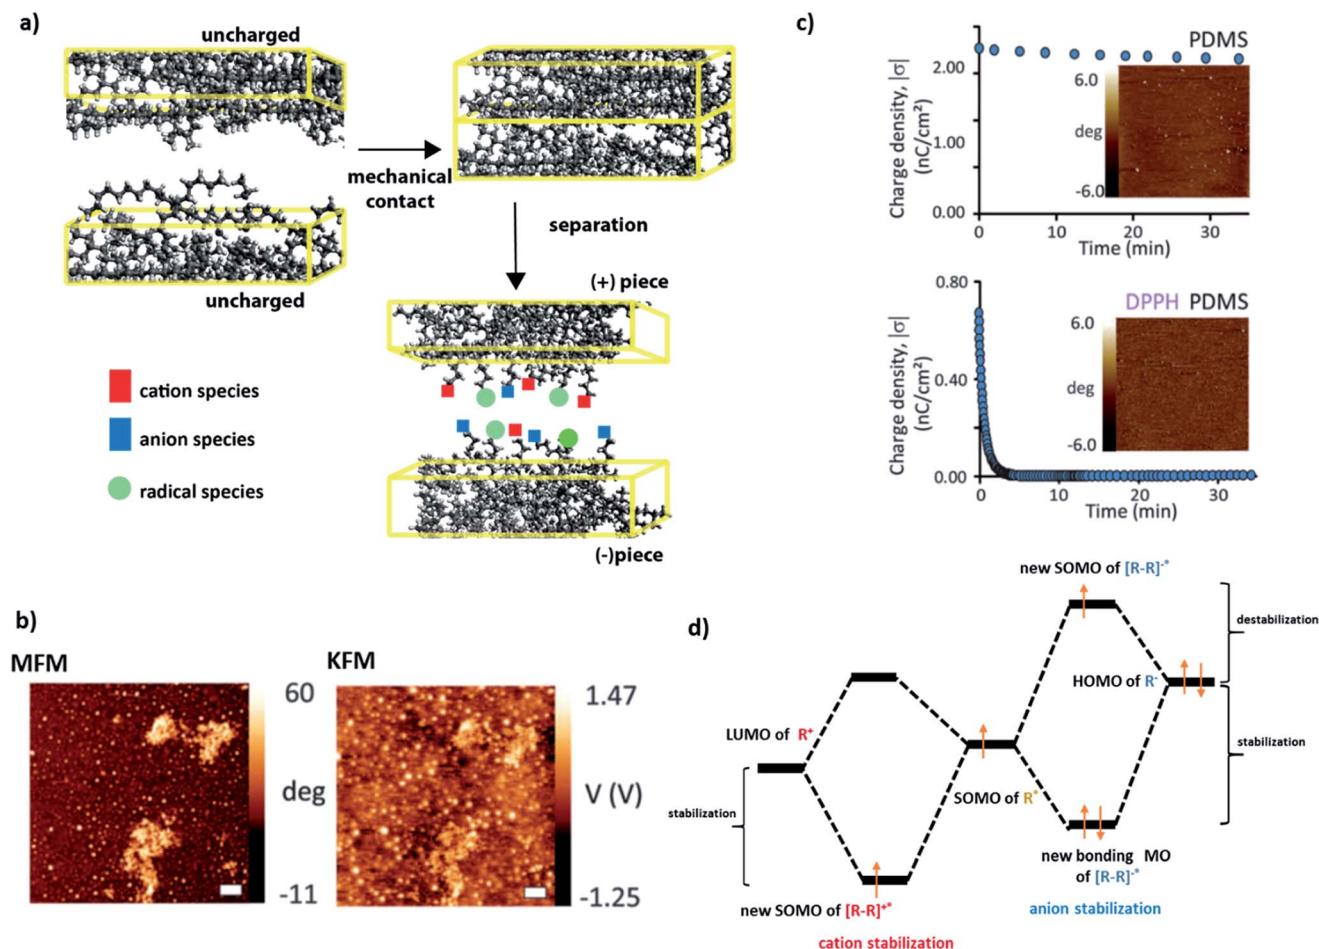 a)
uncharged
uncharged
mechanical
contact
separation
(+) piece
(-)piece
cation species
anion species
radical species
b)
MFM
60
deg
-11
KFM
1.47
V (V)
-1.25
c)
PDMS
Charge density, |σ|
(nC/cm²)
2.00
1.00
0.00
0
10
20
30
Time (min)
6.0
deg
-6.0
DPPH PDMS
Charge density, |σ|
(nC/cm²)
0.80
0.40
0.00
0
10
20
30
Time (min)
6.0
deg
-6.0
d)
new SOMO of [R-R]-*
destabilization
HOMO of R-
LUMO of R+
stabilization
stabilization
SOMO of R*
new bonding MO
of [R-R]-*
anion stabilization
new SOMO of [R-R]+*
cation stabilization